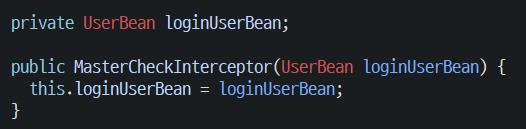 private UserBean loginUserBean;

public MasterCheckInterceptor(UserBean loginUserBean) {
  this.loginUserBean = loginUserBean;
}